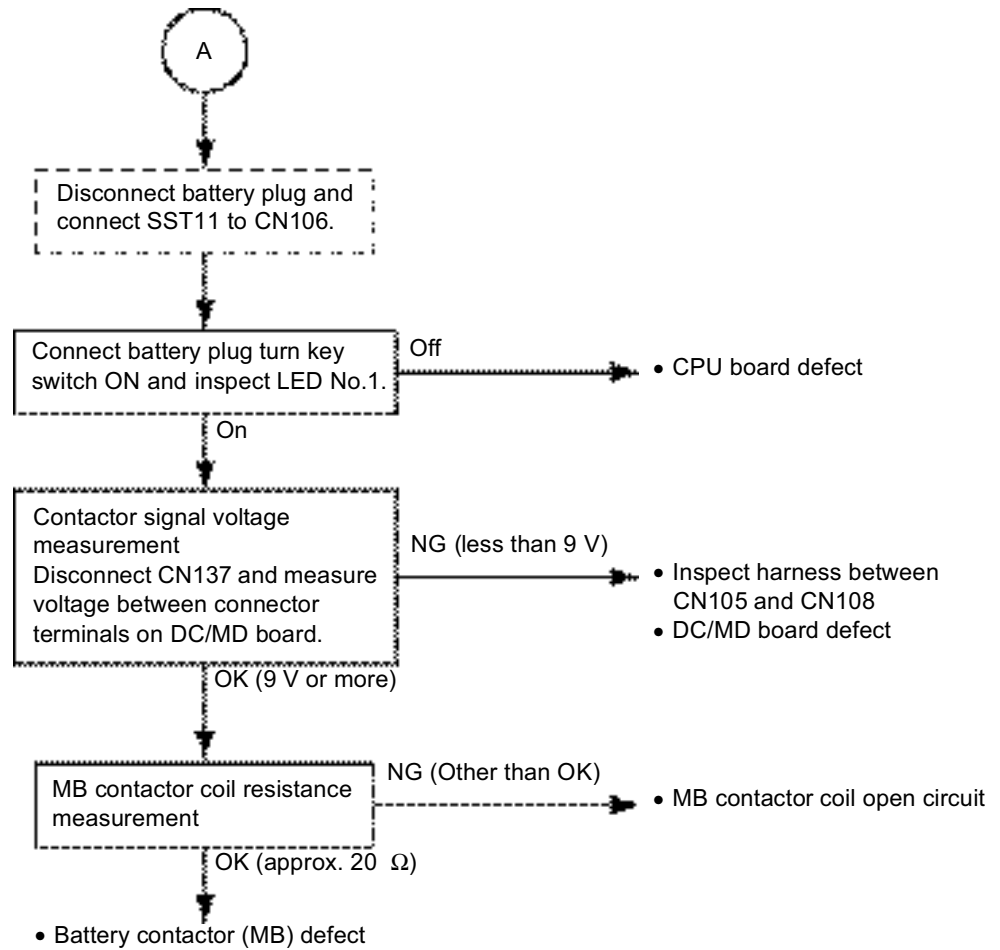 A
Disconnect battery plug and
connect SST11 to CN106.
Connect battery plug turn key
switch ON and inspect LED No.1.
Off
• CPU board defect
On
Contactor signal voltage
measurement
Disconnect CN137 and measure
voltage between connector
terminals on DC/MD board.
NG (less than 9 V)
• Inspect harness between
CN105 and CN108
• DC/MD board defect
OK (9 V or more)
MB contactor coil resistance
measurement
NG (Other than OK)
• MB contactor coil open circuit
OK (approx. 20 Ω)
• Battery contactor (MB) defect